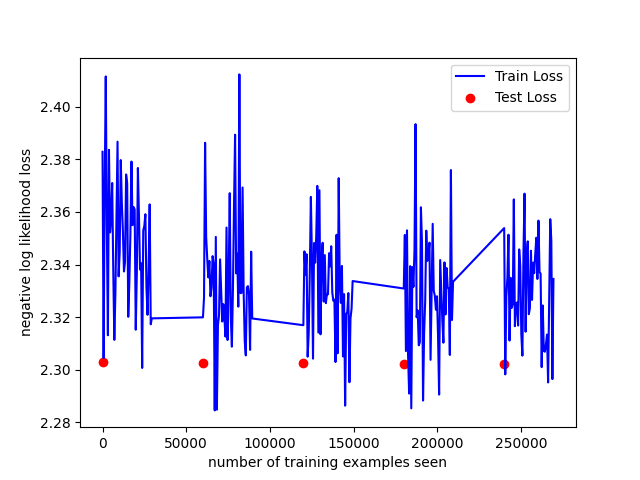 Train Loss
Test Loss
negative log likelihood loss
2.40
2.38
2.36
2.34
2.32
2.30
2.28
0 50000 100000 150000 200000 250000
number of training examples seen